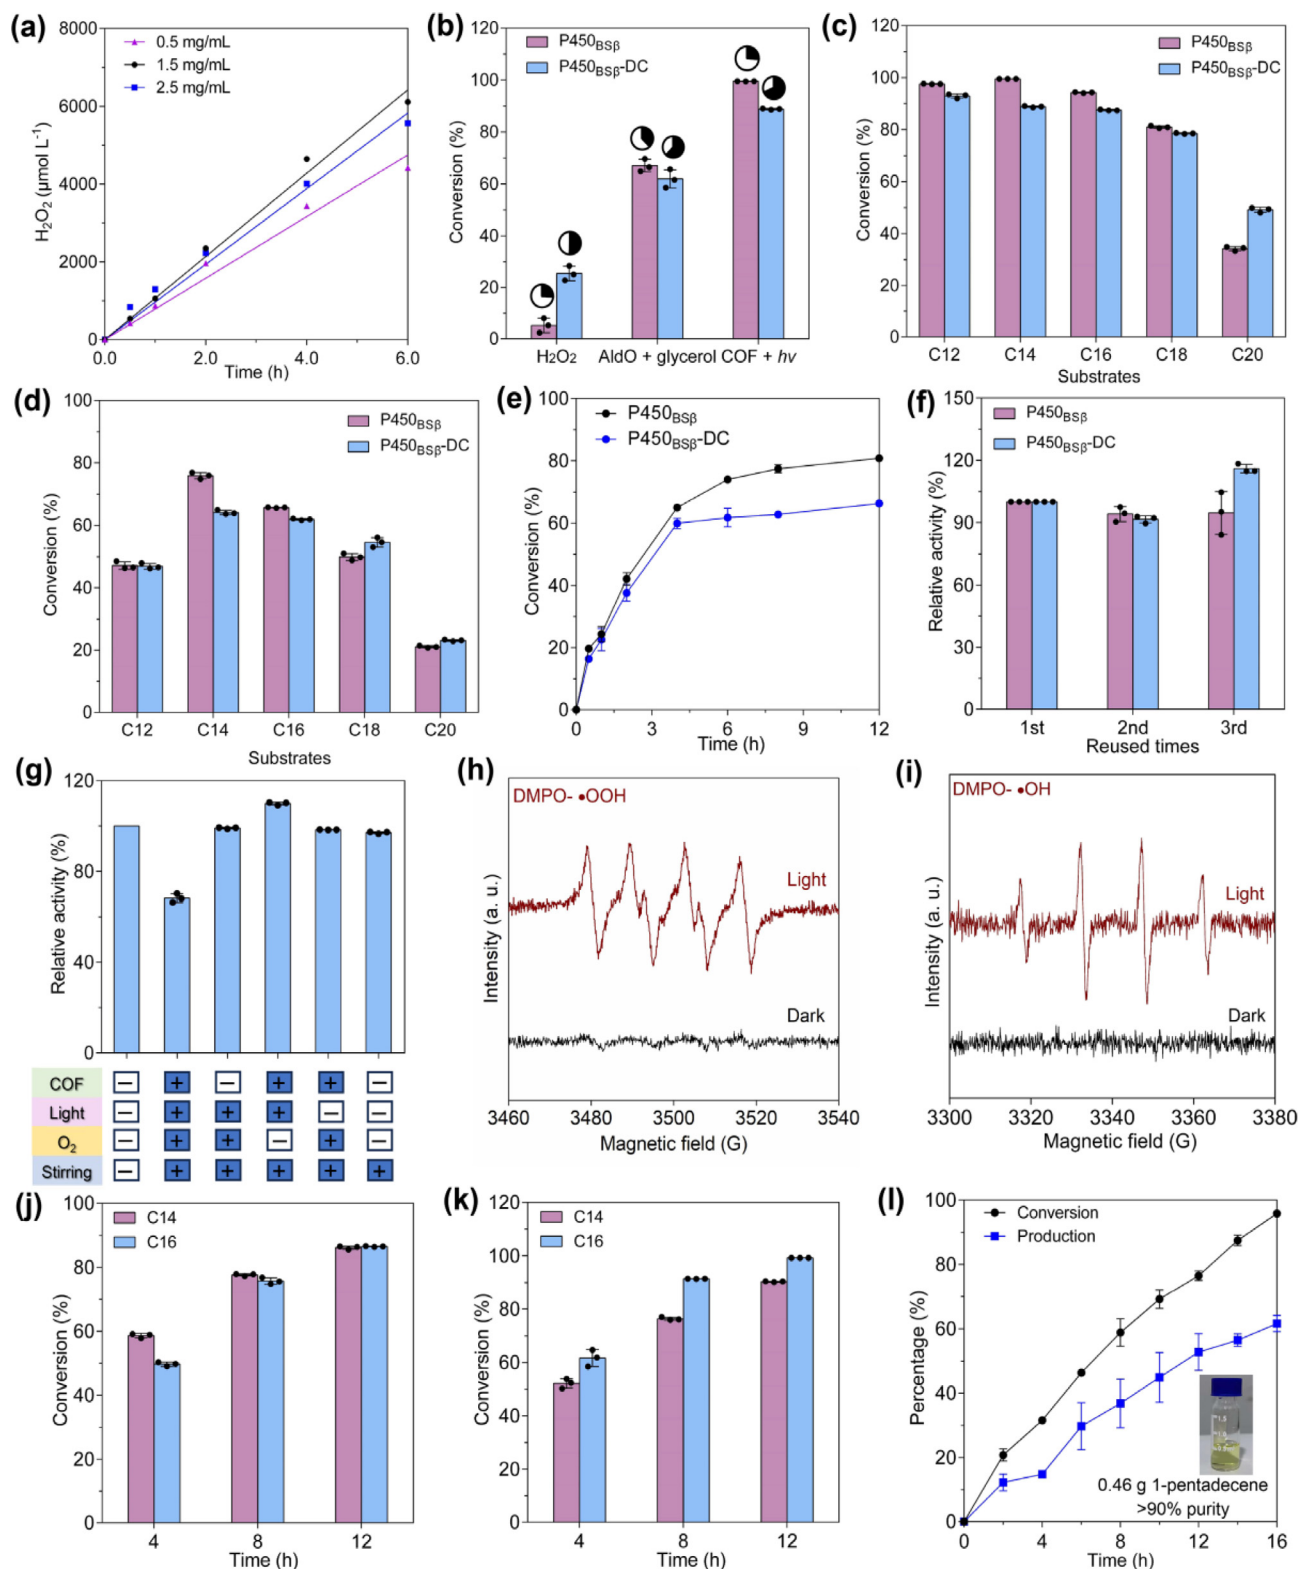 (a)
8000
6000
4000
2000
0
H₂O₂ (μmol L⁻¹)
0.5 mg/mL
1.5 mg/mL
2.5 mg/mL
0.0 2.0 4.0 6.0
Time (h)
(b)
120
100
80
60
40
20
0
Conversion (%)
P450BSβ
P450BSβ-DC
H₂O₂ AldO + glycerol COF + hv
(c)
120
100
80
60
40
20
0
Conversion (%)
P450BSβ
P450BSβ-DC
C12 C14 C16 C18 C20
Substrates
(d)
100
80
60
40
20
0
Conversion (%)
P450BSβ
P450BSβ-DC
C12 C14 C16 C18 C20
Substrates
(e)
100
80
60
40
20
0
Conversion (%)
P450BSβ
P450BSβ-DC
0 3 6 9 12
Time (h)
(f)
150
120
90
60
30
0
Relative activity (%)
P450BSβ
P450BSβ-DC
1st 2nd 3rd
Reused times
(g)
120
100
80
60
0
Relative activity (%)
COF − + − + + −
Light − + + + − −
O₂ − + + − + −
Stirring − + + + + +
(h)
DMPO- •OOH
Light
Dark
Intensity (a. u.)
3460 3480 3500 3520 3540
Magnetic field (G)
(i)
DMPO- •OH
Light
Dark
Intensity (a. u.)
3300 3320 3340 3360 3380
Magnetic field (G)
(j)
100
80
60
40
20
0
Conversion (%)
C14
C16
4 8 12
Time (h)
(k)
120
100
80
60
40
20
0
Conversion (%)
C14
C16
4 8 12
Time (h)
(l)
100
80
60
40
20
0
Percentage (%)
Conversion
Production
0.46 g 1-pentadecene
>90% purity
0 4 8 12 16
Time (h)